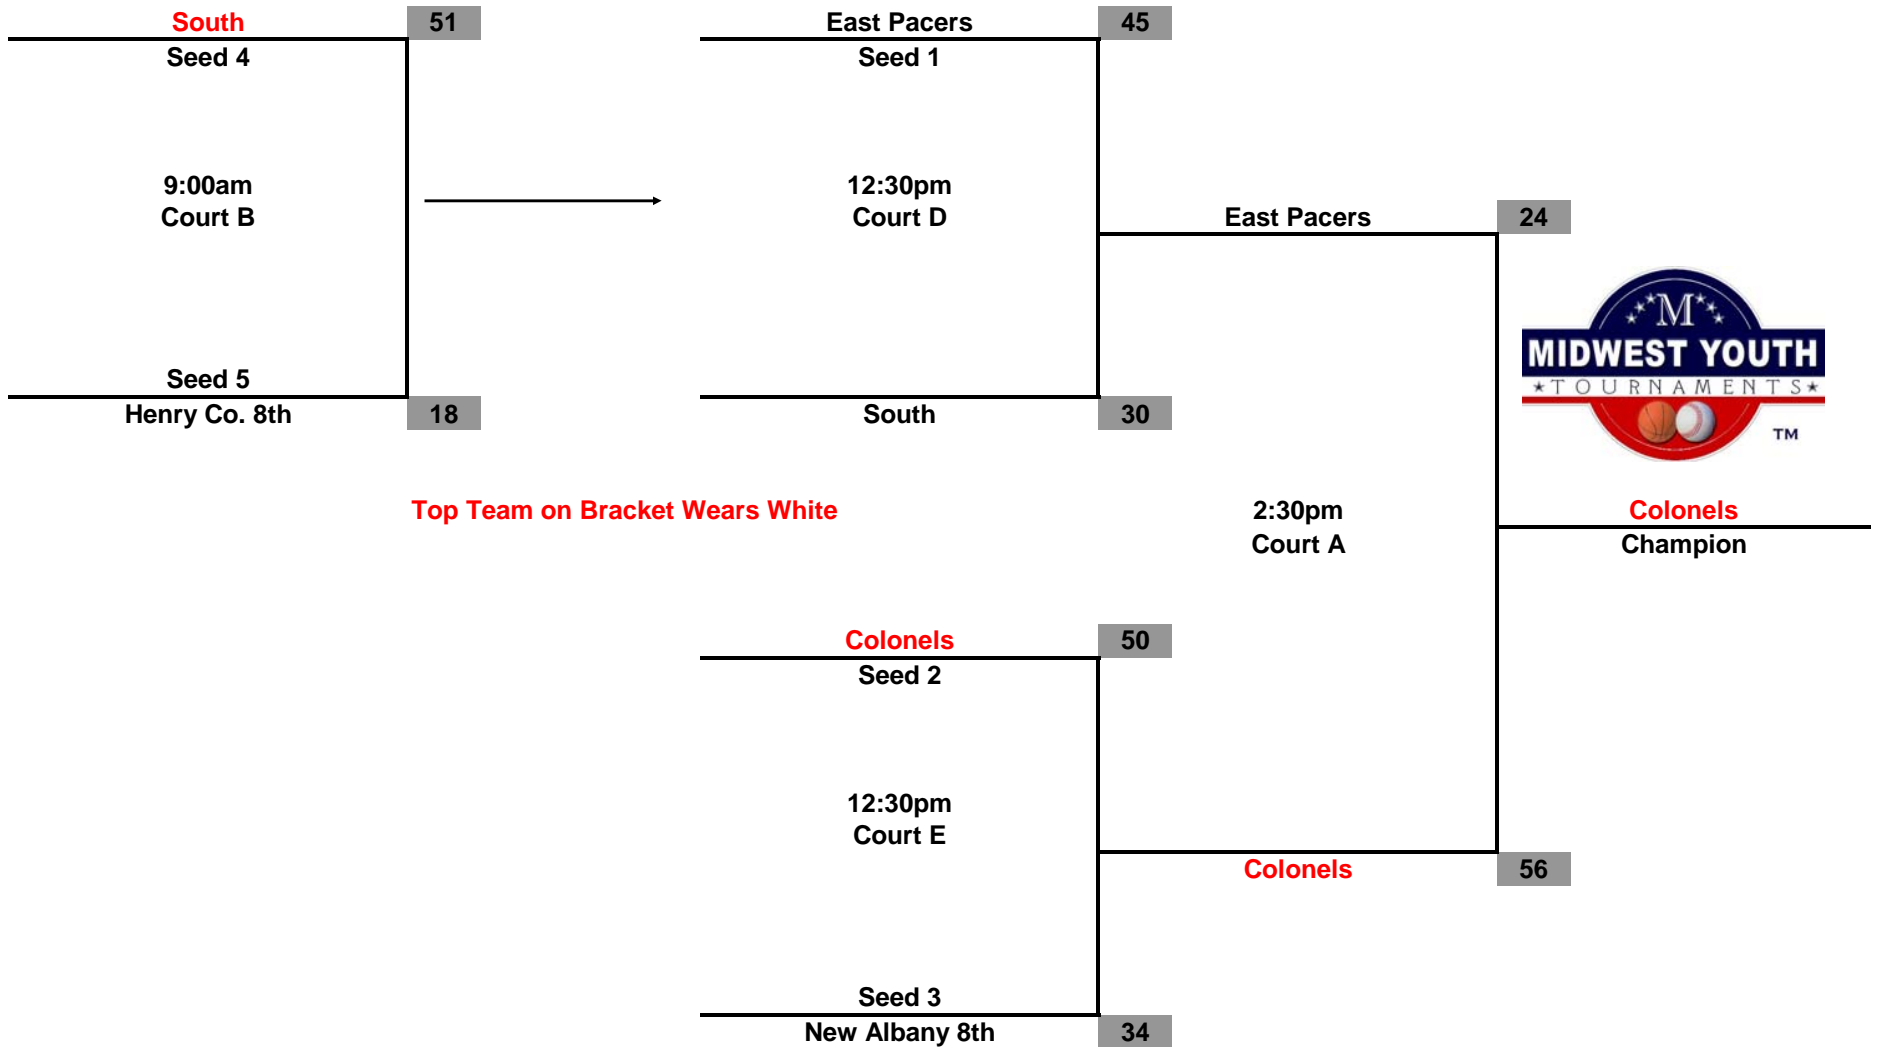 South 51
Seed 4
9:00am
Court B
Seed 5
Henry Co. 8th 18
East Pacers 45
Seed 1
12:30pm
Court D
South 30
East Pacers 24
M
MIDWEST YOUTH
TOURNAMENTS
TM
Top Team on Bracket Wears White
2:30pm
Court A
Colonels
Champion
Colonels 50
Seed 2
12:30pm
Court E
Seed 3
New Albany 8th 34
Colonels 56